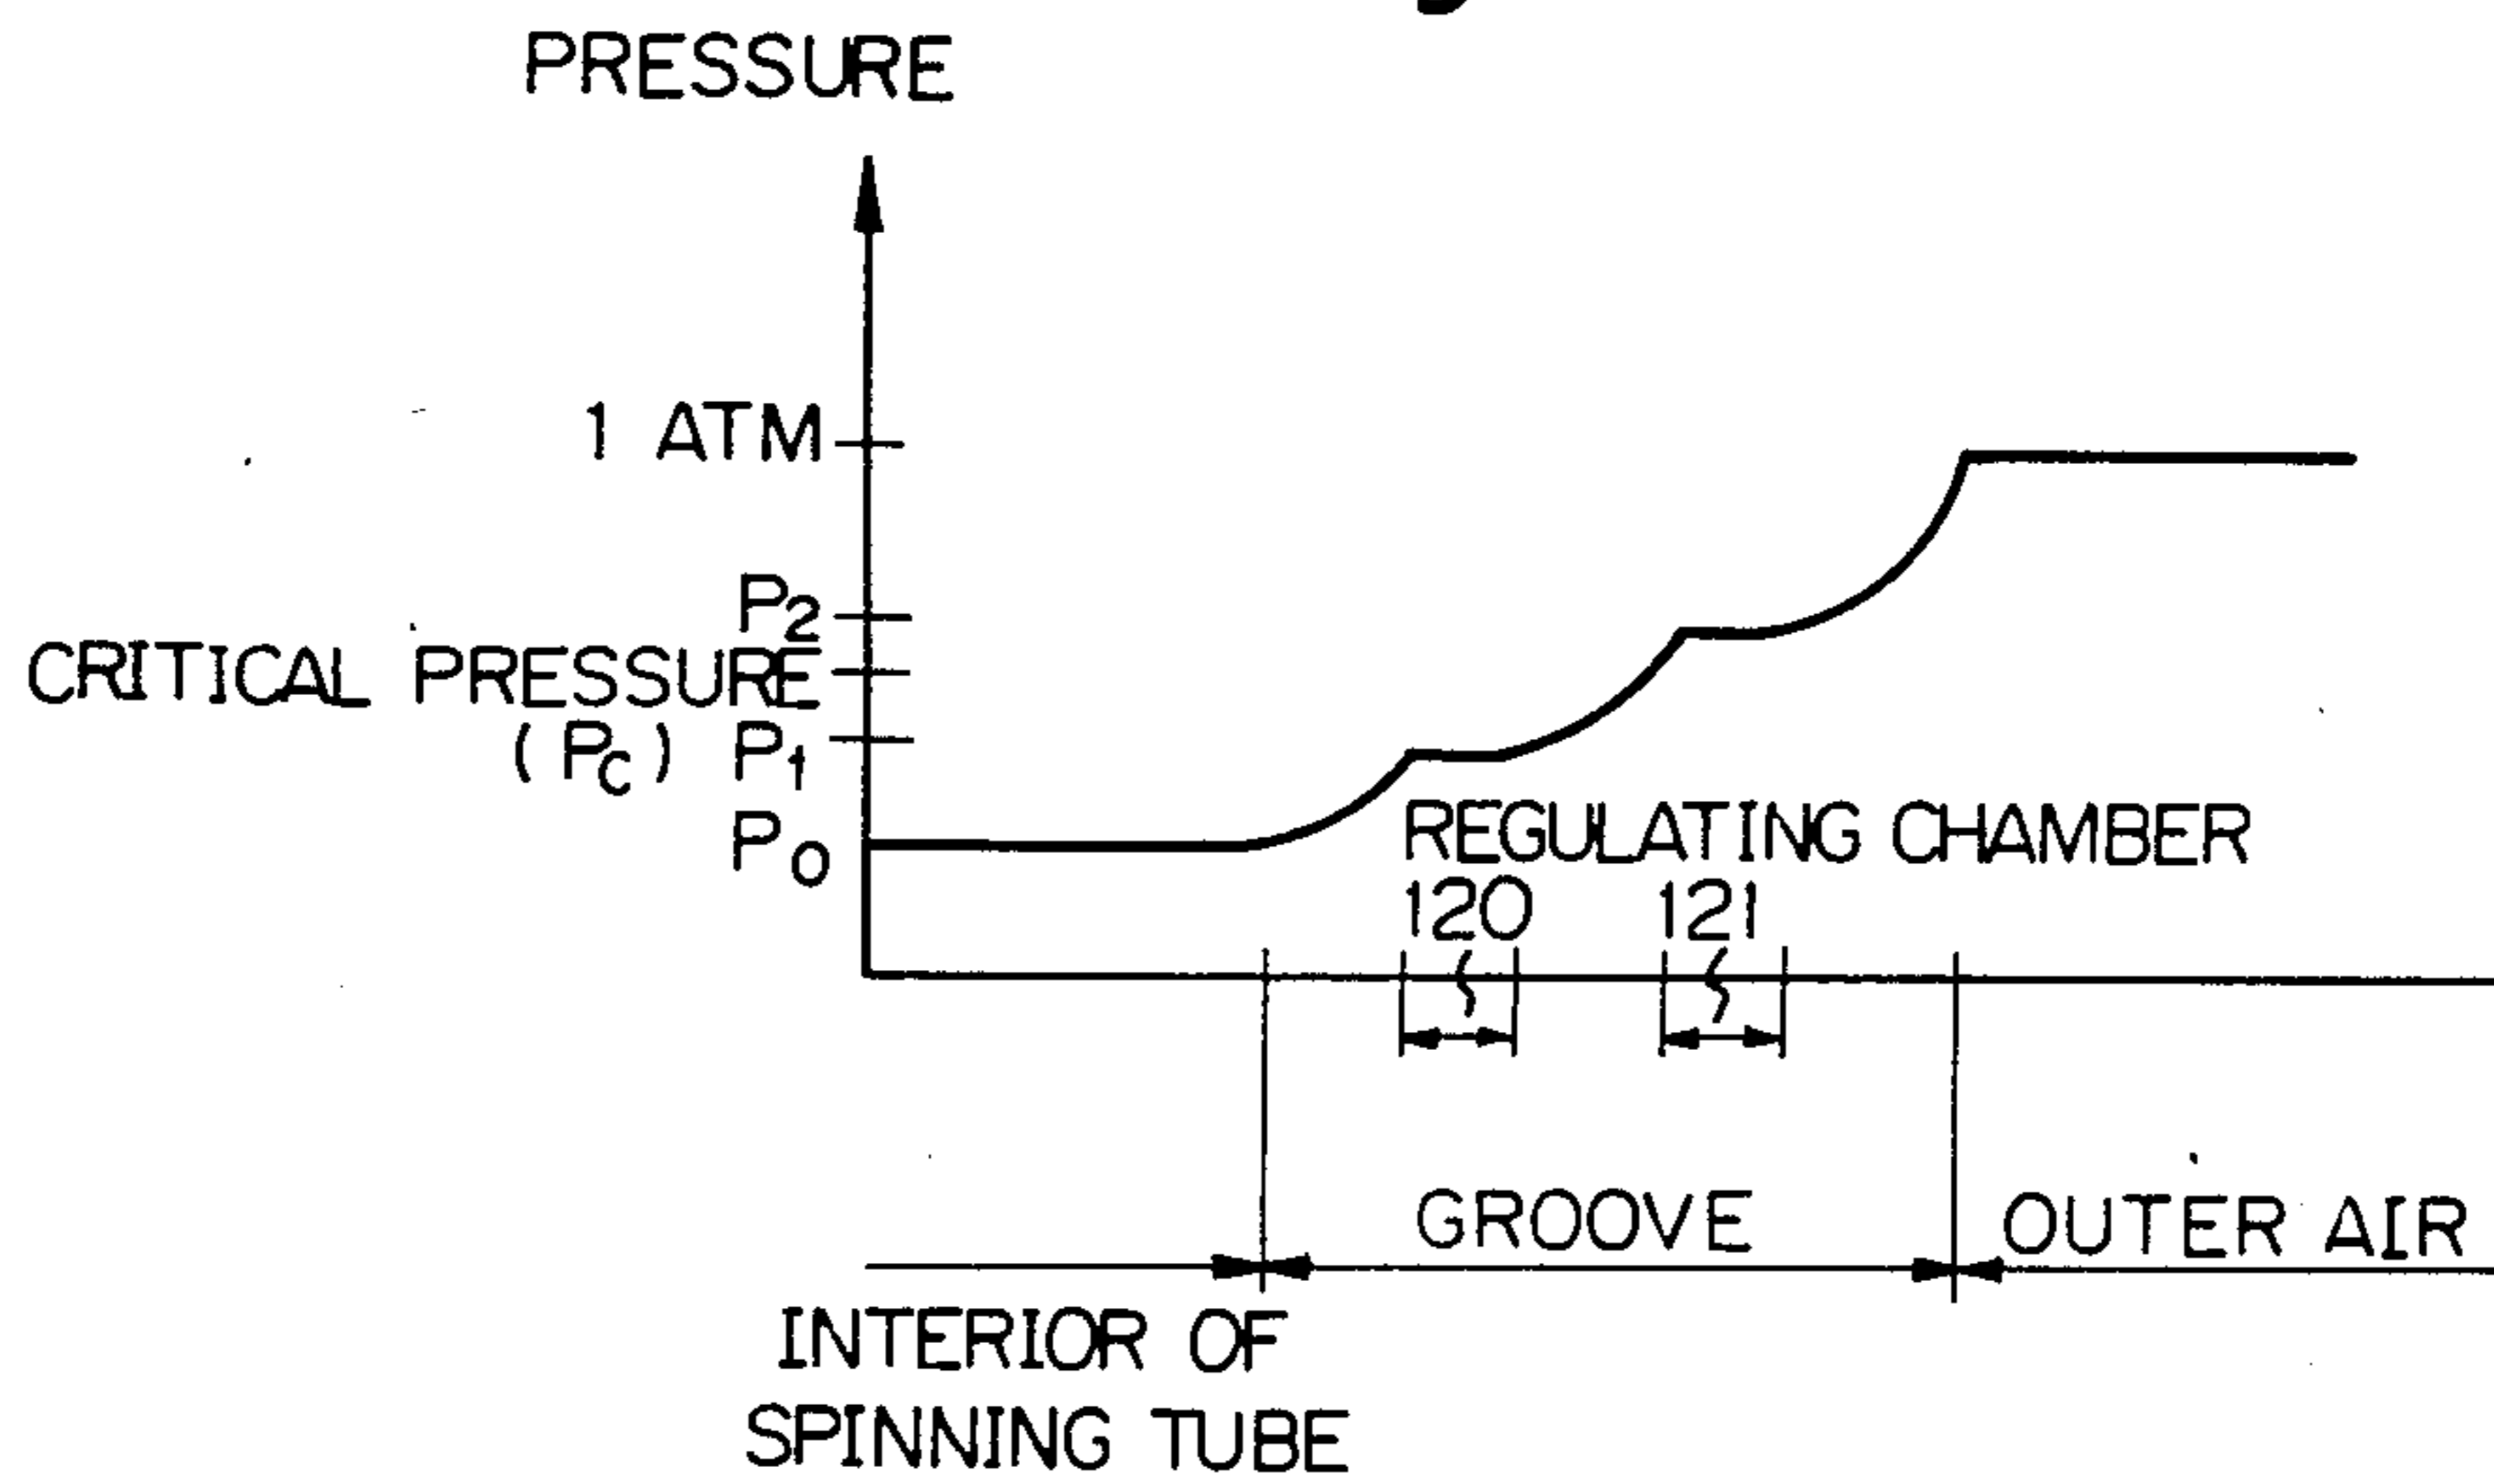 PRESSURE
1 ATM
P2
CRITICAL PRESSURE
(PC) P1
P0
REGULATING CHAMBER
120 121
GROOVE
OUTER AIR
INTERIOR OF
SPINNING TUBE